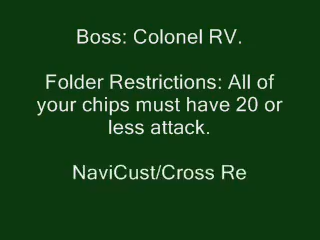 Boss: Colonel RV.
Folder Restrictions: All of
your chips must have 20 or
less attack.
NaviCust/Cross Re